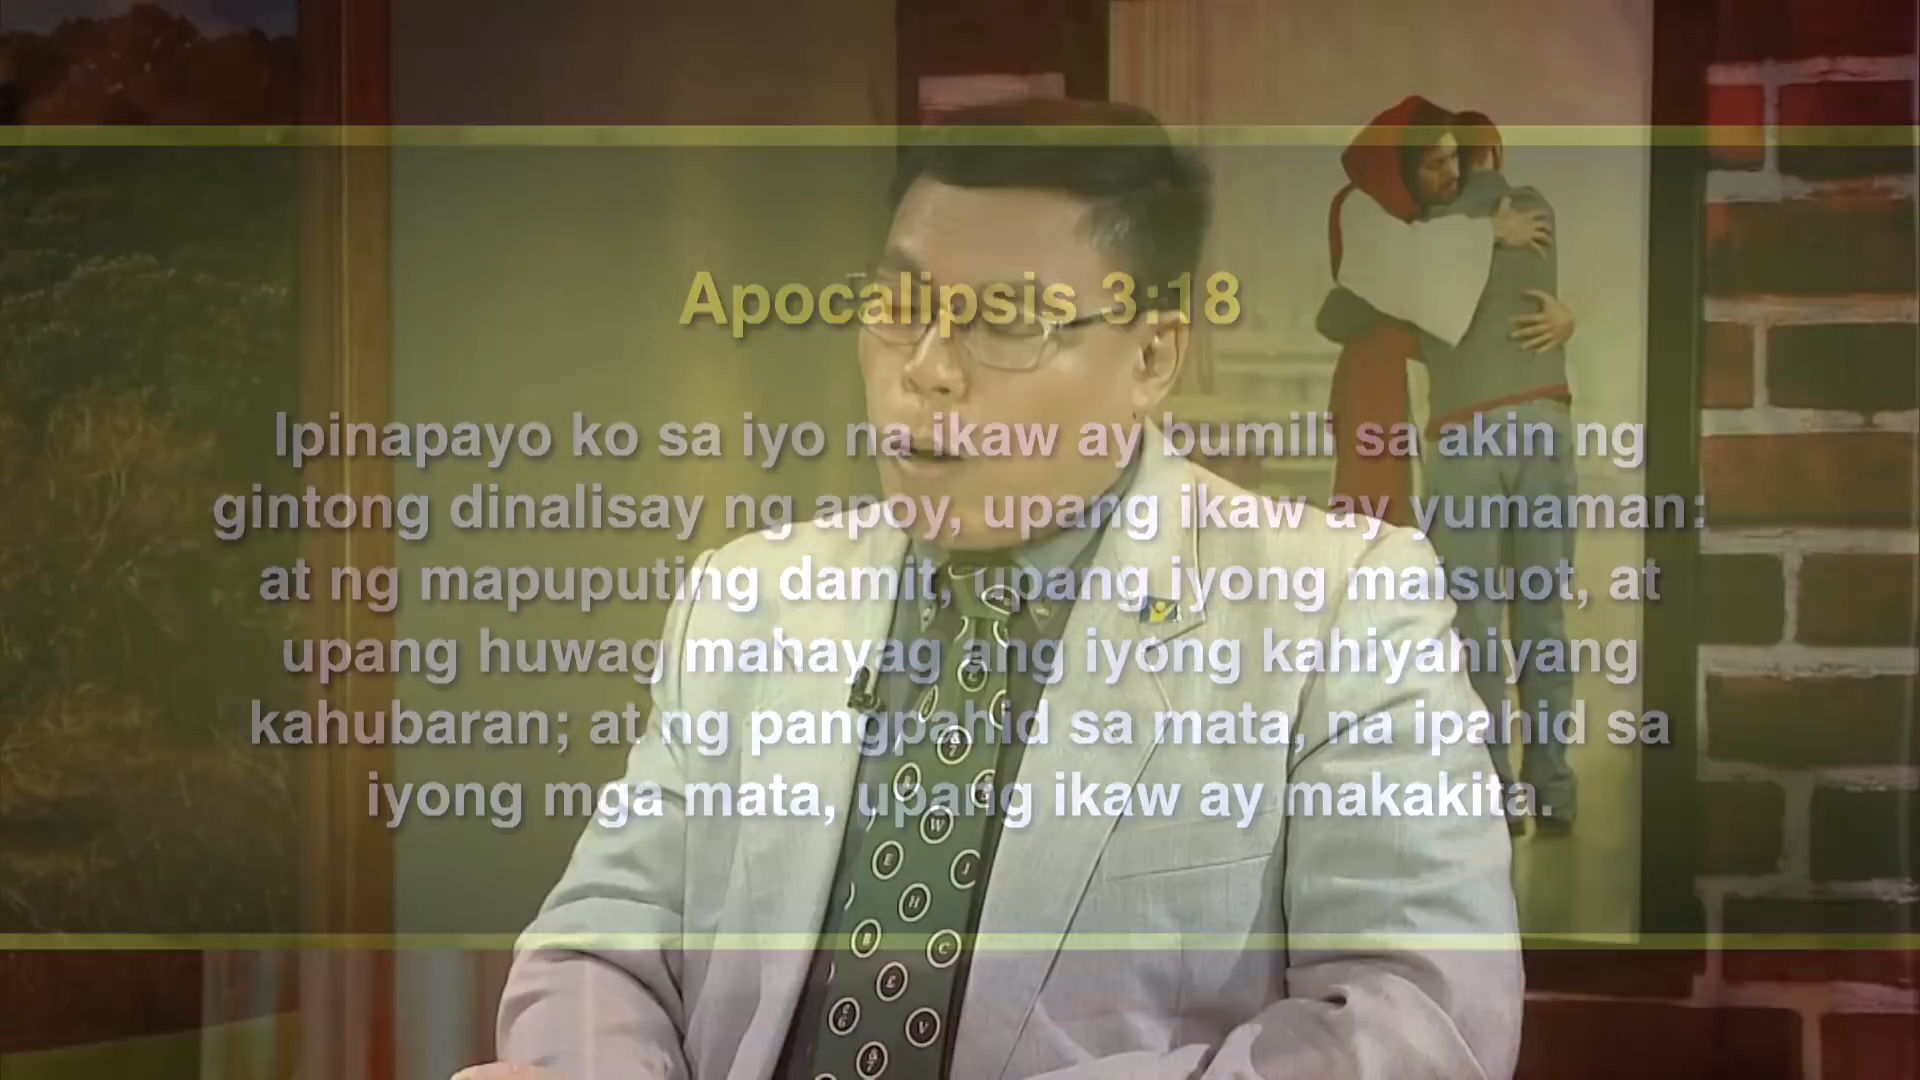 Apocalipsis 3:18
Ipinapayo ko sa iyo na ikaw ay bumili sa akin ng
gintong dinalisay ng apoy, upang ikaw ay yumaman:
at ng mapuputing damit, upang iyong maisuot, at
upang huwag mahayag ang iyong kahiyahiyang
kahubaran; at ng pangpahid sa mata, na ipahid sa
iyong mga mata, upang ikaw ay makakita.